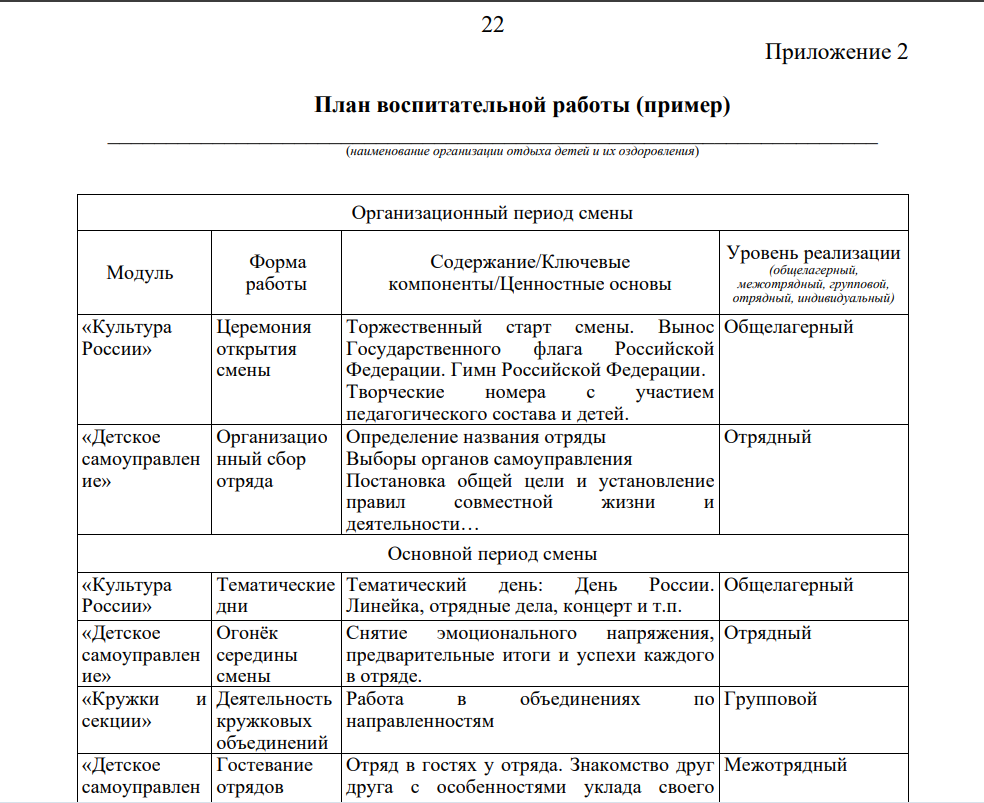 22
Приложение 2
План воспитательной работы (пример)
(наименование организации отдыха детей и их оздоровления)
Организационный период смены
Модуль
Форма
работы
Содержание/Ключевые
компоненты/Ценностные основы
Уровень реализации
(общелагерный,
межотрядный, групповой,
отрядный, индивидуальный)
«Культура
России»
Церемония
открытия
смены
Торжественный старт смены. Вынос
Государственного флага Российской
Федерации. Гимн Российской Федерации.
Творческие номера с участием
педагогического состава и детей.
Общелагерный
«Детское
самоуправлен
ие»
Организацио
нный сбор
отряда
Определение названия отряды
Выборы органов самоуправления
Постановка общей цели и установление
правил совместной жизни и
деятельности…
Отрядный
Основной период смены
«Культура
России»
Тематические
дни
Тематический день: День России.
Линейка, отрядные дела, концерт и т.п.
Общелагерный
«Детское
самоуправлен
ие»
Огонёк
середины
смены
Снятие эмоционального напряжения,
предварительные итоги и успехи каждого
в отряде.
Отрядный
«Кружки и
секции»
Деятельность
кружковых
объединений
Работа в объединениях по
направленностям
Групповой
«Детское
самоуправлен
Гостевание
отрядов
Отряд в гостях у отряда. Знакомство друг
друга с особенностями уклада своего
Межотрядный